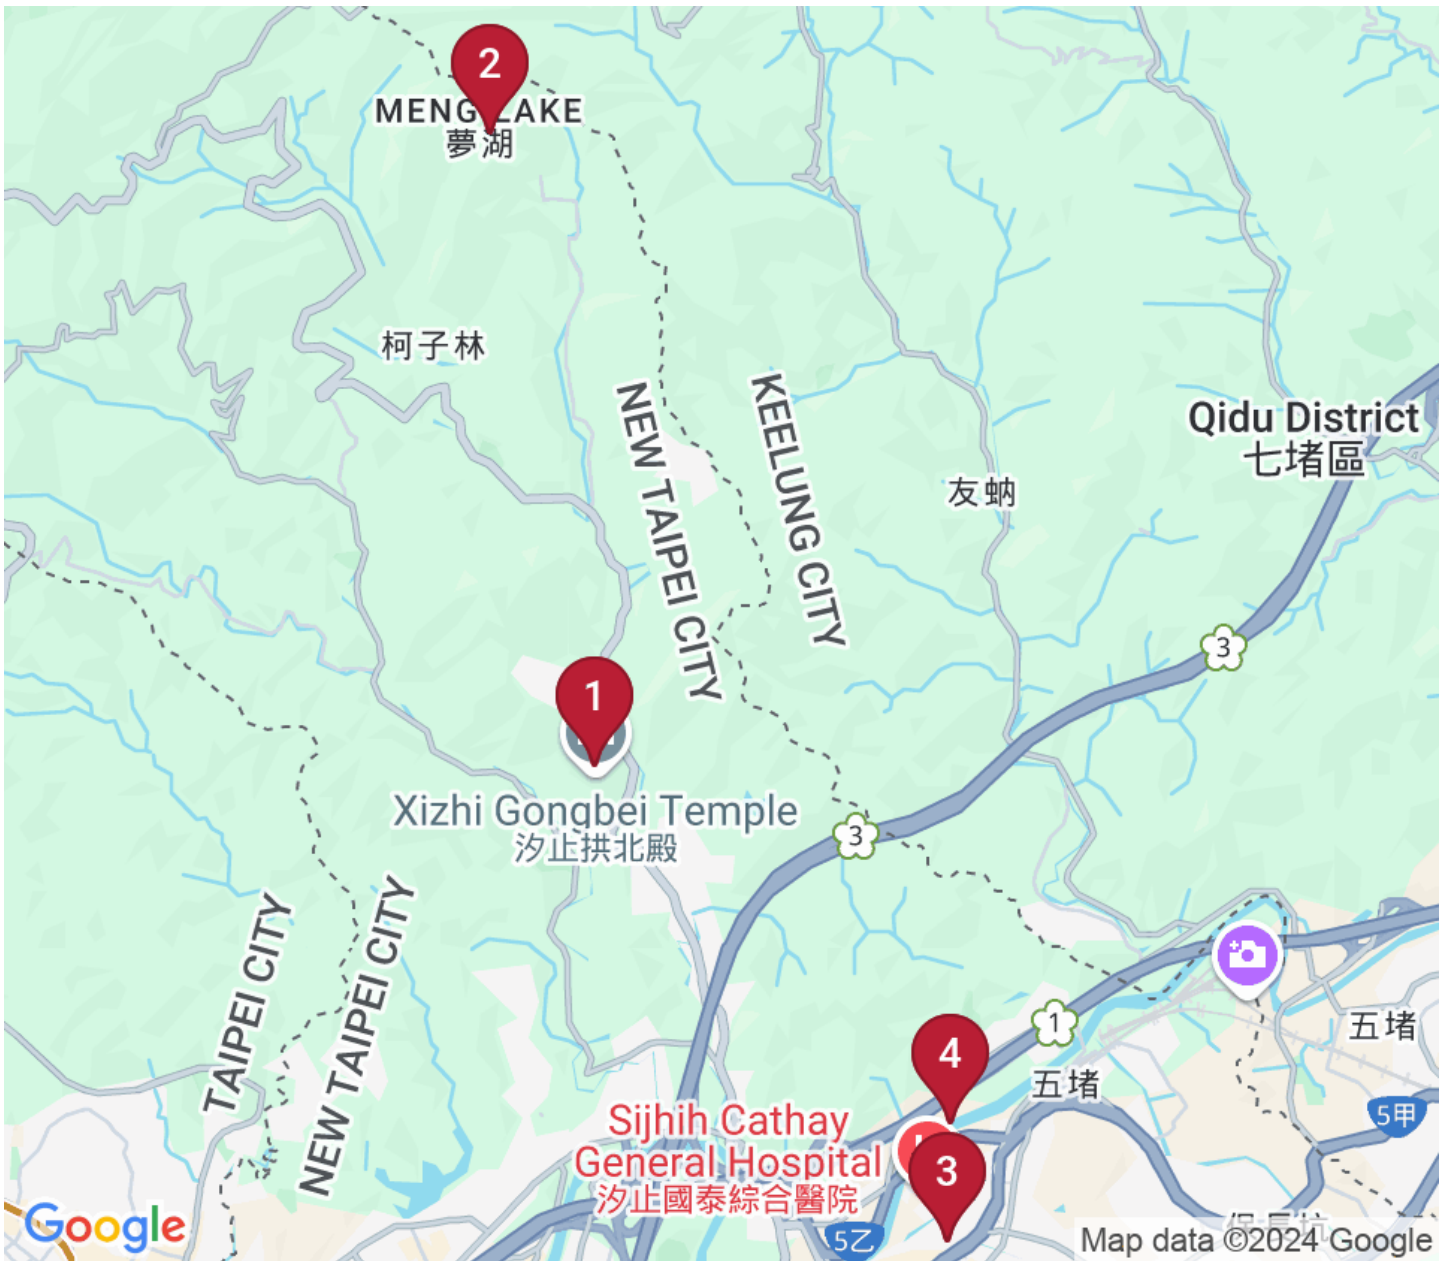 2
MENG LAKE
夢湖
柯子林
NEW TAIPEI CITY
KEELUNG CITY
Qidu District
七堵區
友蚋
3
1
Xizhi Gongbei Temple
汐止拱北殿
3
TAIPEI CITY
NEW TAIPEI CITY
1
五堵
4
五堵
5甲
Sijhih Cathay
General Hospital
汐止國泰綜合醫院
3
5乙
保長坑
Google
Map data ©2024 Google